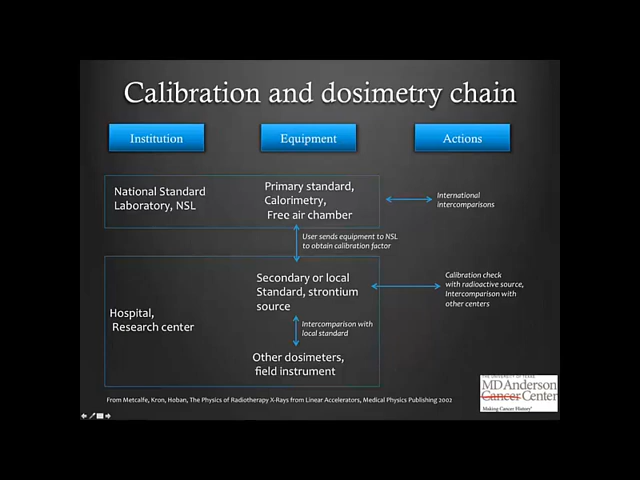 Calibration and dosimetry chain
Institution
Equipment
Actions
National Standard
Laboratory, NSL
Primary standard,
Calorimetry,
Free air chamber
International
intercomparisons
User sends equipment to NSL
to obtain calibration factor
Hospital,
Research center
Secondary or local
Standard, strontium
source
Calibration check
with radioactive source,
Intercomparison with
other centers
Intercomparison with
local standard
Other dosimeters,
field instrument
From Metcalfe, Kron, Hoban, The Physics of Radiotherapy X-Rays from Linear Accelerators, Medical Physics Publishing 2002
THE UNIVERSITY OF TEXAS
MD Anderson
Cancer Center
Making Cancer History®